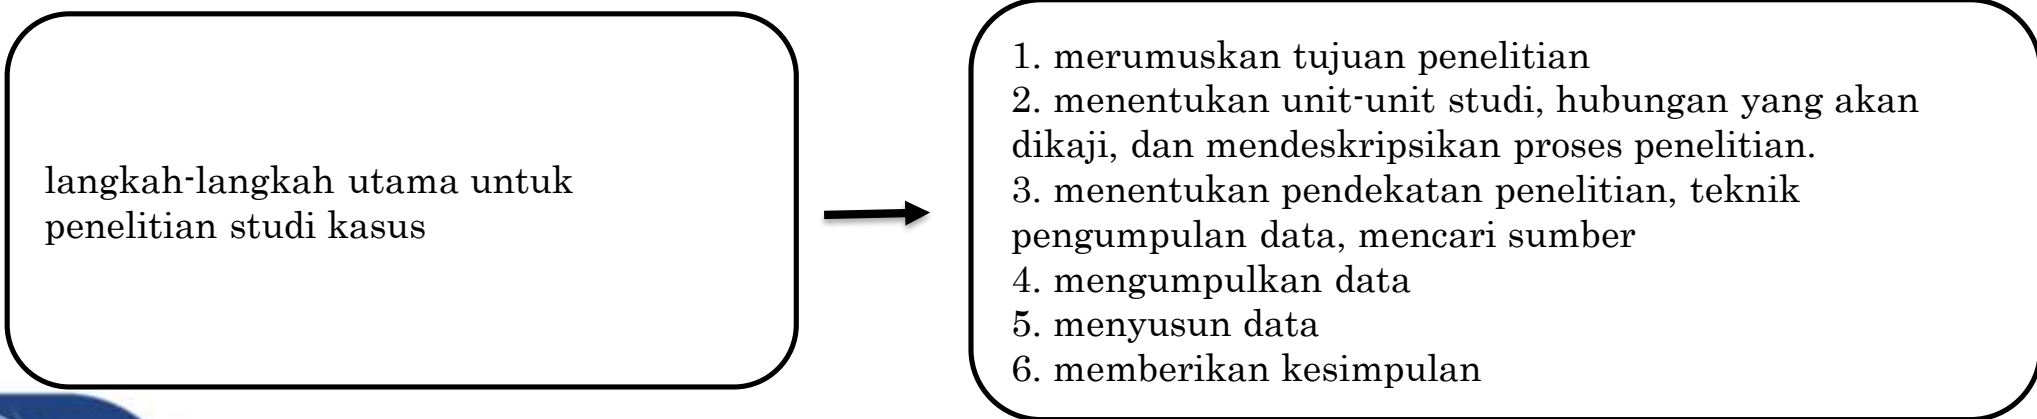 langkah-langkah utama untuk
penelitian studi kasus
1. merumuskan tujuan penelitian
2. menentukan unit-unit studi, hubungan yang akan
dikaji, dan mendeskripsikan proses penelitian.
3. menentukan pendekatan penelitian, teknik
pengumpulan data, mencari sumber
4. mengumpulkan data
5. menyusun data
6. memberikan kesimpulan